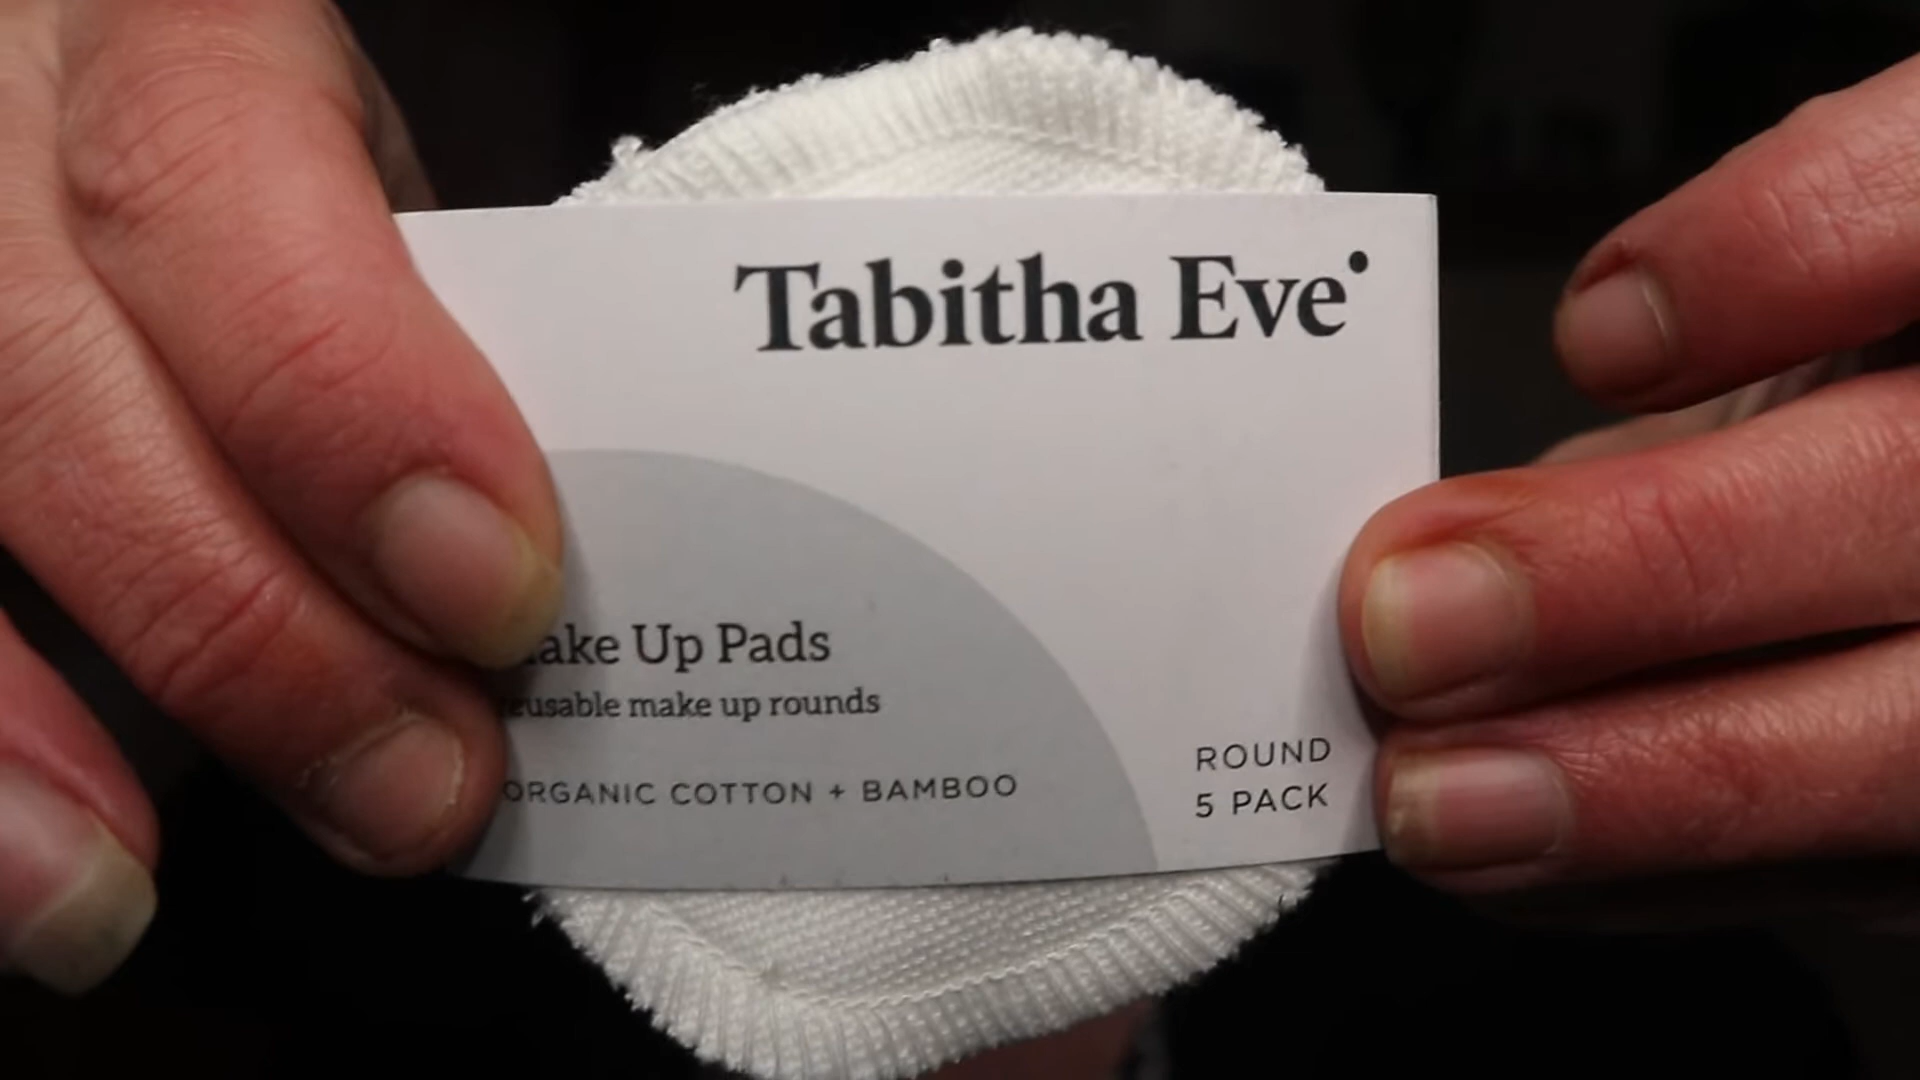 Tabitha Eve
ake Up Pads
eusable make up rounds
ORGANIC COTTON + BAMBOO
ROUND
5 PACK